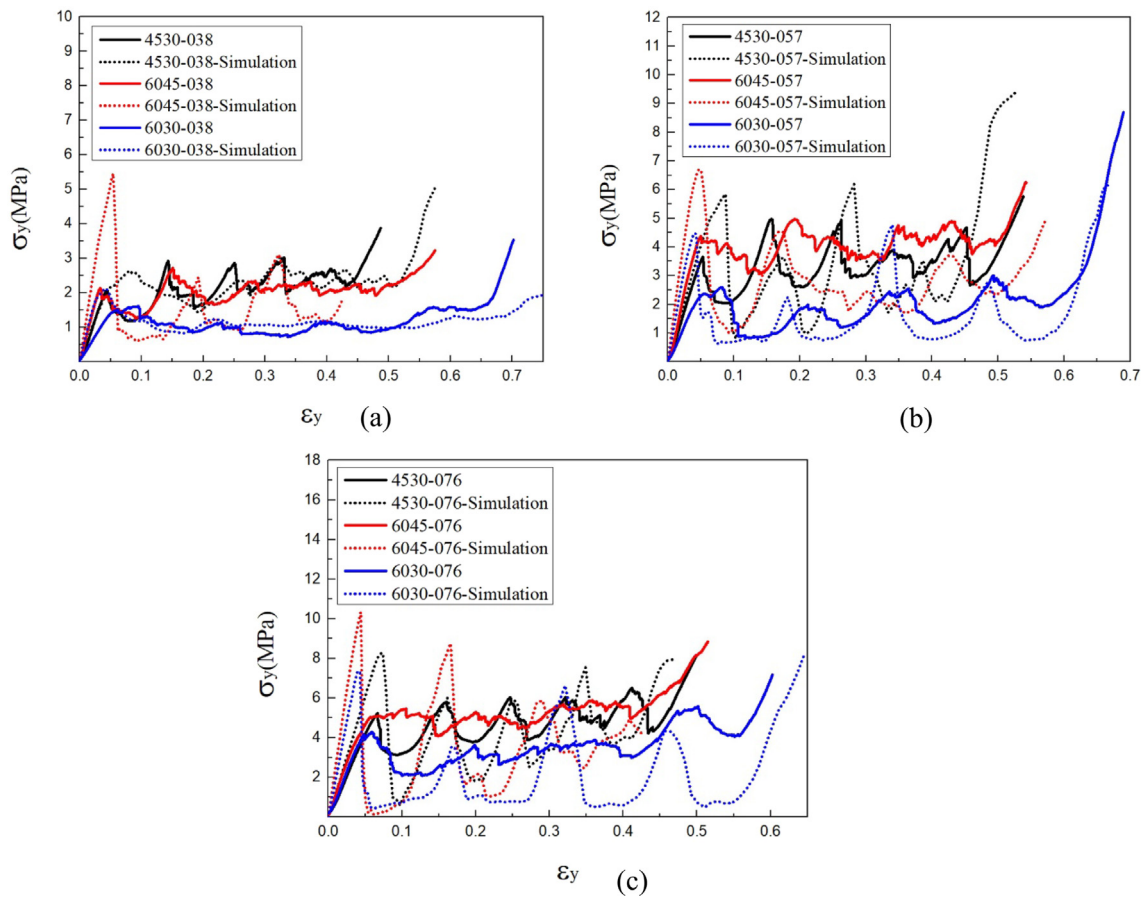 10
9
8
7
6
5
4
3
2
1
σy(MPa)
4530-038
4530-038-Simulation
6045-038
6045-038-Simulation
6030-038
6030-038-Simulation
0.0 0.1 0.2 0.3 0.4 0.5 0.6 0.7
εy (a)
12
11
10
9
8
7
6
5
4
3
2
1
σy(MPa)
4530-057
4530-057-Simulation
6045-057
6045-057-Simulation
6030-057
6030-057-Simulation
0.0 0.1 0.2 0.3 0.4 0.5 0.6 0.7
εy (b)
18
16
14
12
10
8
6
4
2
σy(MPa)
4530-076
4530-076-Simulation
6045-076
6045-076-Simulation
6030-076
6030-076-Simulation
0.0 0.1 0.2 0.3 0.4 0.5 0.6
εy (c)